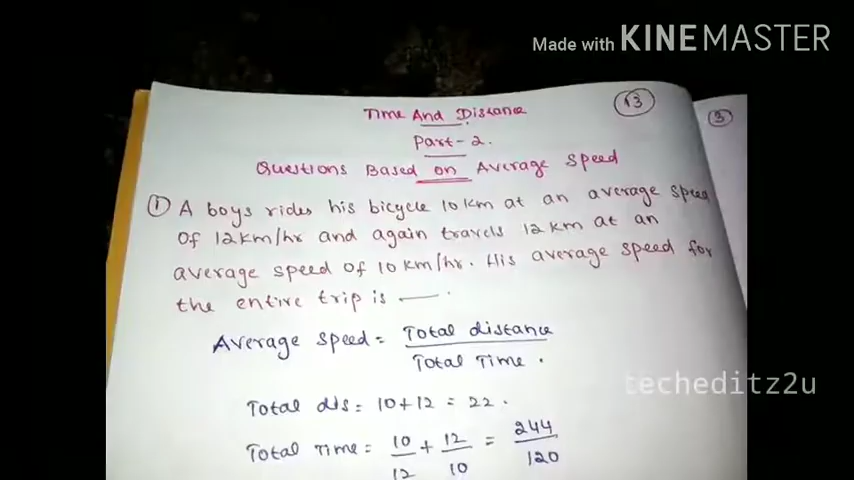 Made with KINEMASTER
Time And Distance
13
3
Part-2.
Questions Based on Average Speed
① A boys rides his bicycle 10 km at an average speed
of 12km/hr and again travels 12km at an
average speed of 10 km/hr. His average speed for
the entire trip is —.
Average speed = Total distance / Total Time.
techeditz2u
Total dis = 10+12 = 22.
Total Time = 10/12 + 12/10 = 244/120